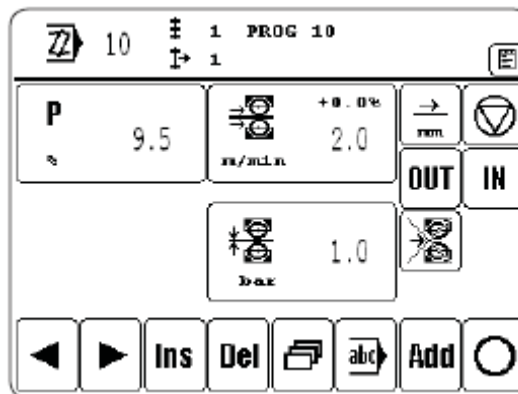 10 1 PROG 10
1
P +0.0% → mm
% 9.5 m/min 2.0
OUT IN
bar 1.0
Ins Del abc Add